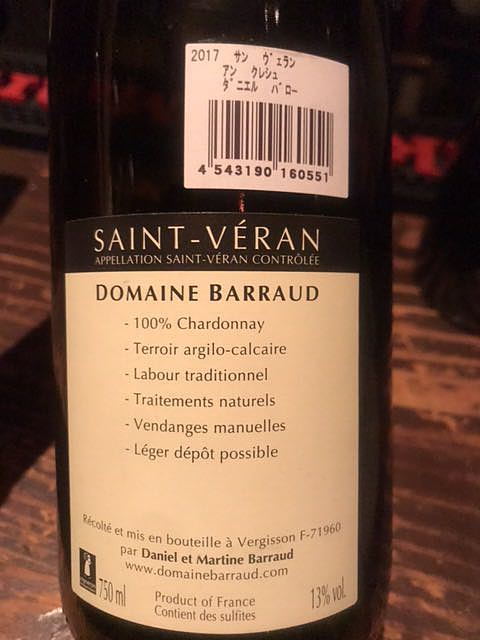 2017 サン ヴェラン
アン クレシュ
ダニエル バロー
4 543190 160551
SAINT-VÉRAN
APPELLATION SAINT-VÉRAN CONTRÔLÉE
DOMAINE BARRAUD
- 100% Chardonnay
- Terroir argilo-calcaire
- Labour traditionnel
- Traitements naturels
- Vendanges manuelles
- Léger dépôt possible
Récolté et mis en bouteille à Vergisson F-71960
par Daniel et Martine Barraud
www.domainebarraud.com
750 ml
Product of France
13% vol.
Contient des sulfites